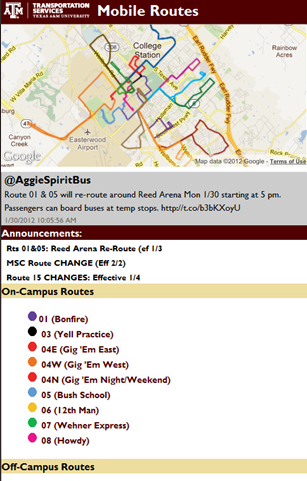 ĀTM
TRANSPORTATION
SERVICES
TEXAS A&M UNIVERSITY
Mobile Routes
Harvey Rd
College
Station
Rainbow
Acres
East Rudder Fwy
Easterwood
Airport
Canyon
Creek
Google
Map data ©2012 Google - Terms of Use
@AggieSpiritBus
Route 01 & 05 will re-route around Reed Arena Mon 1/30 starting at 5 pm.
Passengers can board buses at temp stops. http://t.co/b3bKXoyU
1/30/2012 10:05:56 AM
Announcements:
Rts 01&05: Reed Arena Re-Route (ef 1/3
MSC Route CHANGE (Eff 2/2)
Route 15 CHANGES: Effective 1/4
On-Campus Routes
01 (Bonfire)
03 (Yell Practice)
04E (Gig 'Em East)
04W (Gig 'Em West)
04N (Gig 'Em Night/Weekend)
05 (Bush School)
06 (12th Man)
07 (Wehner Express)
08 (Howdy)
Off-Campus Routes